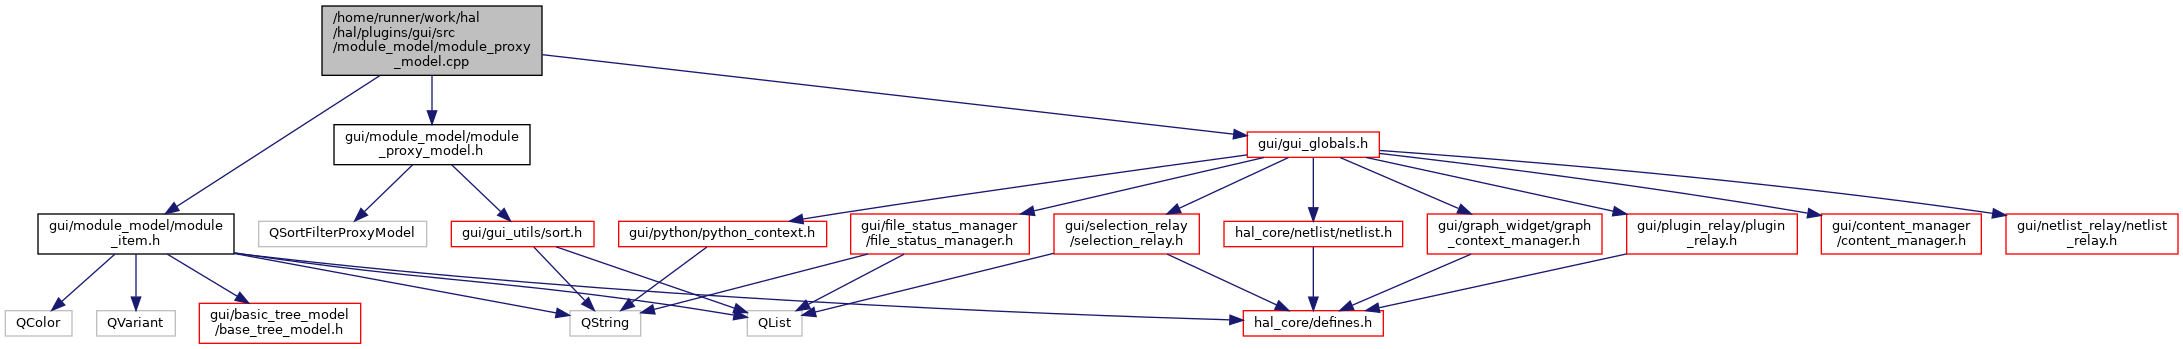 /home/runner/work/hal
/hal/plugins/gui/src
/module_model/module_proxy
_model.cpp
gui/module_model/module
_proxy_model.h
gui/gui_globals.h
gui/module_model/module
_item.h
QSortFilterProxyModel
gui/gui_utils/sort.h
gui/python/python_context.h
gui/file_status_manager
/file_status_manager.h
gui/selection_relay
/selection_relay.h
hal_core/netlist/netlist.h
gui/graph_widget/graph
_context_manager.h
gui/plugin_relay/plugin
_relay.h
gui/content_manager
/content_manager.h
gui/netlist_relay/netlist
_relay.h
QColor
QVariant
gui/basic_tree_model
/base_tree_model.h
QString
QList
hal_core/defines.h